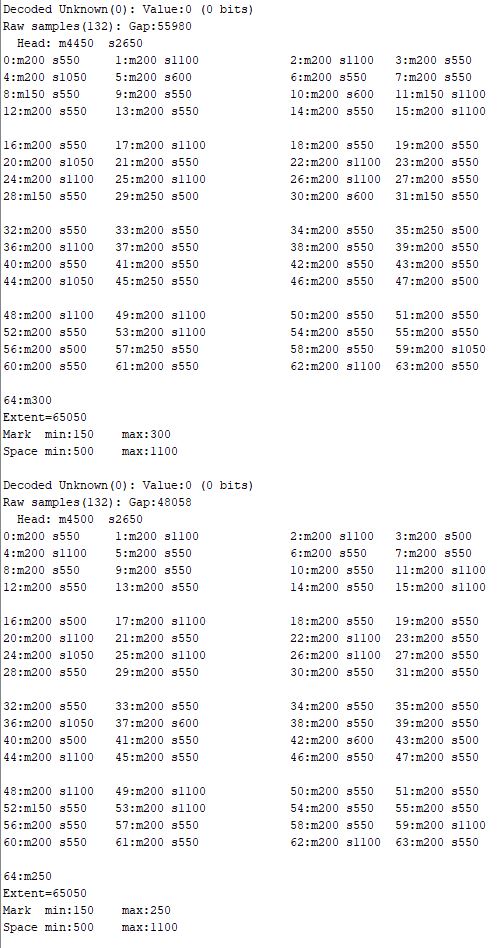 Decoded Unknown(0): Value:0 (0 bits)
Raw samples(132): Gap:55980
Head: m4450 s2650
0:m200 s550 1:m200 s1100 2:m200 s1100 3:m200 s550
4:m200 s1050 5:m200 s600 6:m200 s550 7:m200 s550
8:m150 s550 9:m200 s550 10:m200 s600 11:m150 s1100
12:m200 s550 13:m200 s550 14:m200 s550 15:m200 s1100
16:m200 s550 17:m200 s1100 18:m200 s550 19:m200 s550
20:m200 s1050 21:m200 s550 22:m200 s1100 23:m200 s550
24:m200 s1100 25:m200 s1100 26:m200 s1100 27:m200 s550
28:m150 s550 29:m250 s500 30:m200 s600 31:m150 s550
32:m200 s550 33:m200 s550 34:m200 s550 35:m250 s500
36:m200 s1100 37:m200 s550 38:m200 s550 39:m200 s550
40:m200 s550 41:m200 s550 42:m200 s550 43:m200 s550
44:m200 s1050 45:m250 s550 46:m200 s550 47:m200 s500
48:m200 s1100 49:m200 s1100 50:m200 s550 51:m200 s550
52:m200 s550 53:m200 s1100 54:m200 s550 55:m200 s550
56:m200 s500 57:m250 s550 58:m200 s550 59:m200 s1050
60:m200 s550 61:m200 s550 62:m200 s1100 63:m200 s550
64:m300
Extent=65050
Mark min:150 max:300
Space min:500 max:1100
Decoded Unknown(0): Value:0 (0 bits)
Raw samples(132): Gap:48058
Head: m4500 s2650
0:m200 s550 1:m200 s1100 2:m200 s1100 3:m200 s500
4:m200 s1100 5:m200 s550 6:m200 s550 7:m200 s550
8:m200 s550 9:m200 s550 10:m200 s550 11:m200 s1100
12:m200 s550 13:m200 s550 14:m200 s550 15:m200 s1100
16:m200 s500 17:m200 s1100 18:m200 s550 19:m200 s550
20:m200 s1100 21:m200 s550 22:m200 s1100 23:m200 s550
24:m200 s1050 25:m200 s1100 26:m200 s1100 27:m200 s550
28:m200 s550 29:m200 s550 30:m200 s550 31:m200 s550
32:m200 s550 33:m200 s550 34:m200 s550 35:m200 s550
36:m200 s1050 37:m200 s600 38:m200 s550 39:m200 s550
40:m200 s500 41:m200 s550 42:m200 s600 43:m200 s500
44:m200 s1100 45:m200 s550 46:m200 s550 47:m200 s550
48:m200 s1100 49:m200 s1100 50:m200 s550 51:m200 s550
52:m150 s550 53:m200 s1100 54:m200 s550 55:m200 s550
56:m200 s550 57:m200 s550 58:m200 s550 59:m200 s1100
60:m200 s550 61:m200 s550 62:m200 s1100 63:m200 s550
64:m250
Extent=65050
Mark min:150 max:250
Space min:500 max:1100